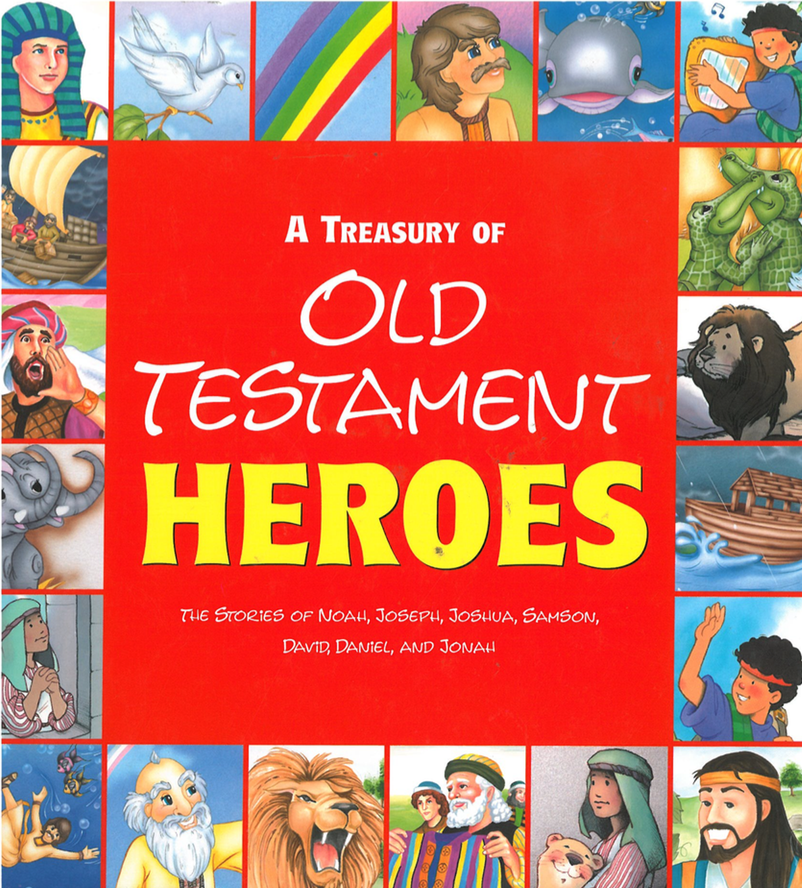 A TREASURY OF
OLD
TESTAMENT
HEROES
THE STORIES OF NOAH, JOSEPH, JOSHUA, SAMSON,
DAVID, DANIEL, AND JONAH